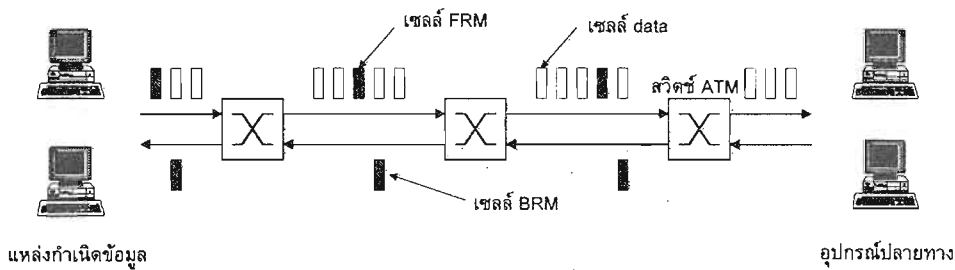 เซลล์ FRM
เซลล์ data
สวิตช์ ATM
เซลล์ BRM
แหล่งกำเนิดข้อมูล
อุปกรณ์ปลายทาง